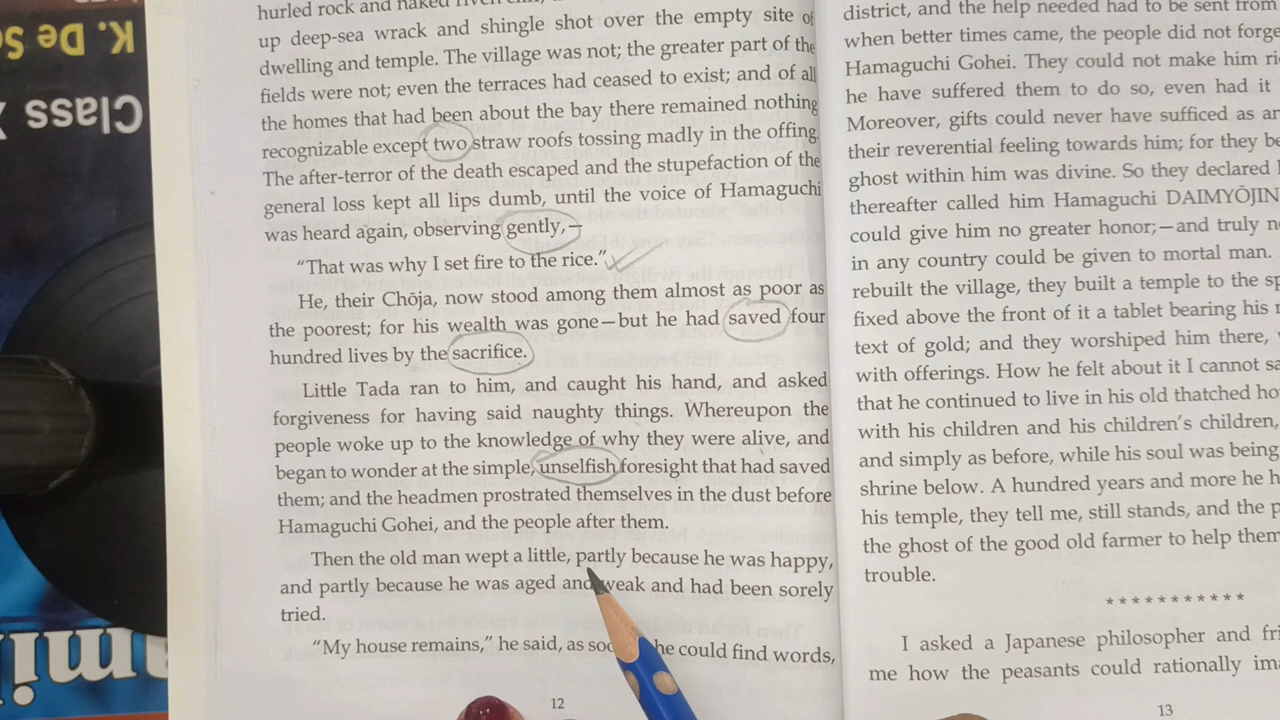 hurled rock and naked riven
up deep-sea wrack and shingle shot over the empty site of
dwelling and temple. The village was not; the greater part of the
fields were not; even the terraces had ceased to exist; and of all
the homes that had been about the bay there remained nothing
recognizable except two straw roofs tossing madly in the offing.
The after-terror of the death escaped and the stupefaction of the
general loss kept all lips dumb, until the voice of Hamaguchi
was heard again, observing gently,—
“That was why I set fire to the rice.”
He, their Chōja, now stood among them almost as poor as
the poorest; for his wealth was gone—but he had saved four
hundred lives by the sacrifice.
Little Tada ran to him, and caught his hand, and asked
forgiveness for having said naughty things. Whereupon the
people woke up to the knowledge of why they were alive, and
began to wonder at the simple, unselfish foresight that had saved
them; and the headmen prostrated themselves in the dust before
Hamaguchi Gohei, and the people after them.
Then the old man wept a little, partly because he was happy,
and partly because he was aged and weak and had been sorely
tried.
“My house remains,” he said, as he could find words,
12
district, and the help needed had to be sent from
when better times came, the people did not
Hamaguchi Gohei. They could not make him
he have suffered them to do so, even had it
Moreover, gifts could never have sufficed as
their reverential feeling towards him; for they
ghost within him was divine. So they declared
thereafter called him Hamaguchi DAIMYŌJIN
could give him no greater honor;—and truly
in any country could be given to mortal man.
rebuilt the village, they built a temple to the
fixed above the front of it a tablet bearing his
text of gold; and they worshiped him there,
with offerings. How he felt about it I cannot
that he continued to live in his old thatched
with his children and his children’s children,
and simply as before, while his soul was being
shrine below. A hundred years and more he
his temple, they tell me, still stands, and the
the ghost of the good old farmer to help them
trouble.
***********
I asked a Japanese philosopher and
me how the peasants could rationally
13
K. De
Class